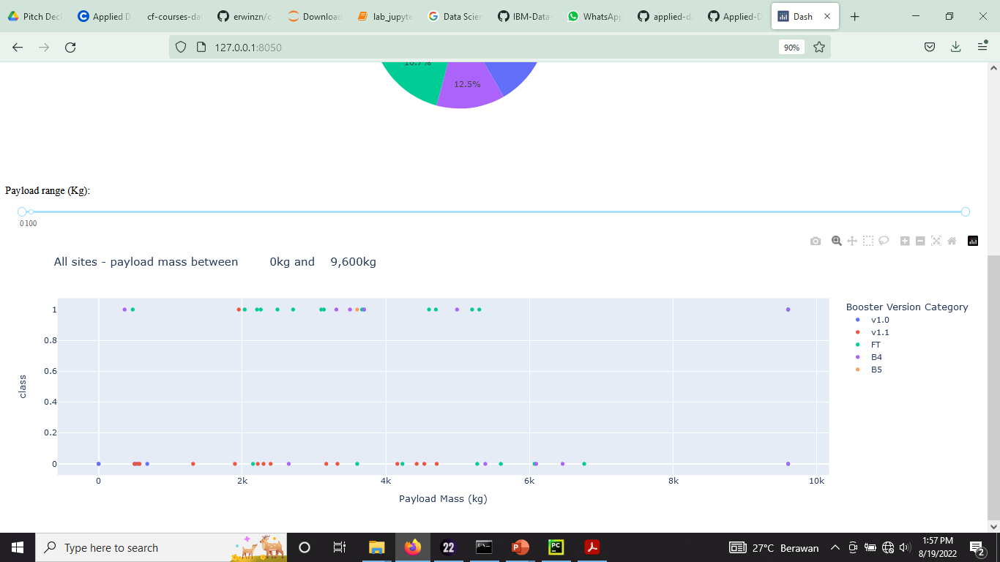 Pitch Deck
Applied D
cf-courses-dat
erwinzn/c
Download
lab_jupyte
Data Scien
IBM-Data-
WhatsApp
applied-d
Applied-D
Dash
127.0.0.1:8050
90%
12.5%
Payload range (Kg):
0 100
All sites - payload mass between 0kg and 9,600kg
1
0.8
0.6
0.4
0.2
0
class
0
2k
4k
6k
8k
10k
Payload Mass (kg)
Booster Version Category
v1.0
v1.1
FT
B4
B5
Type here to search
22
PC
27°C Berawan
1:57 PM
8/19/2022
2